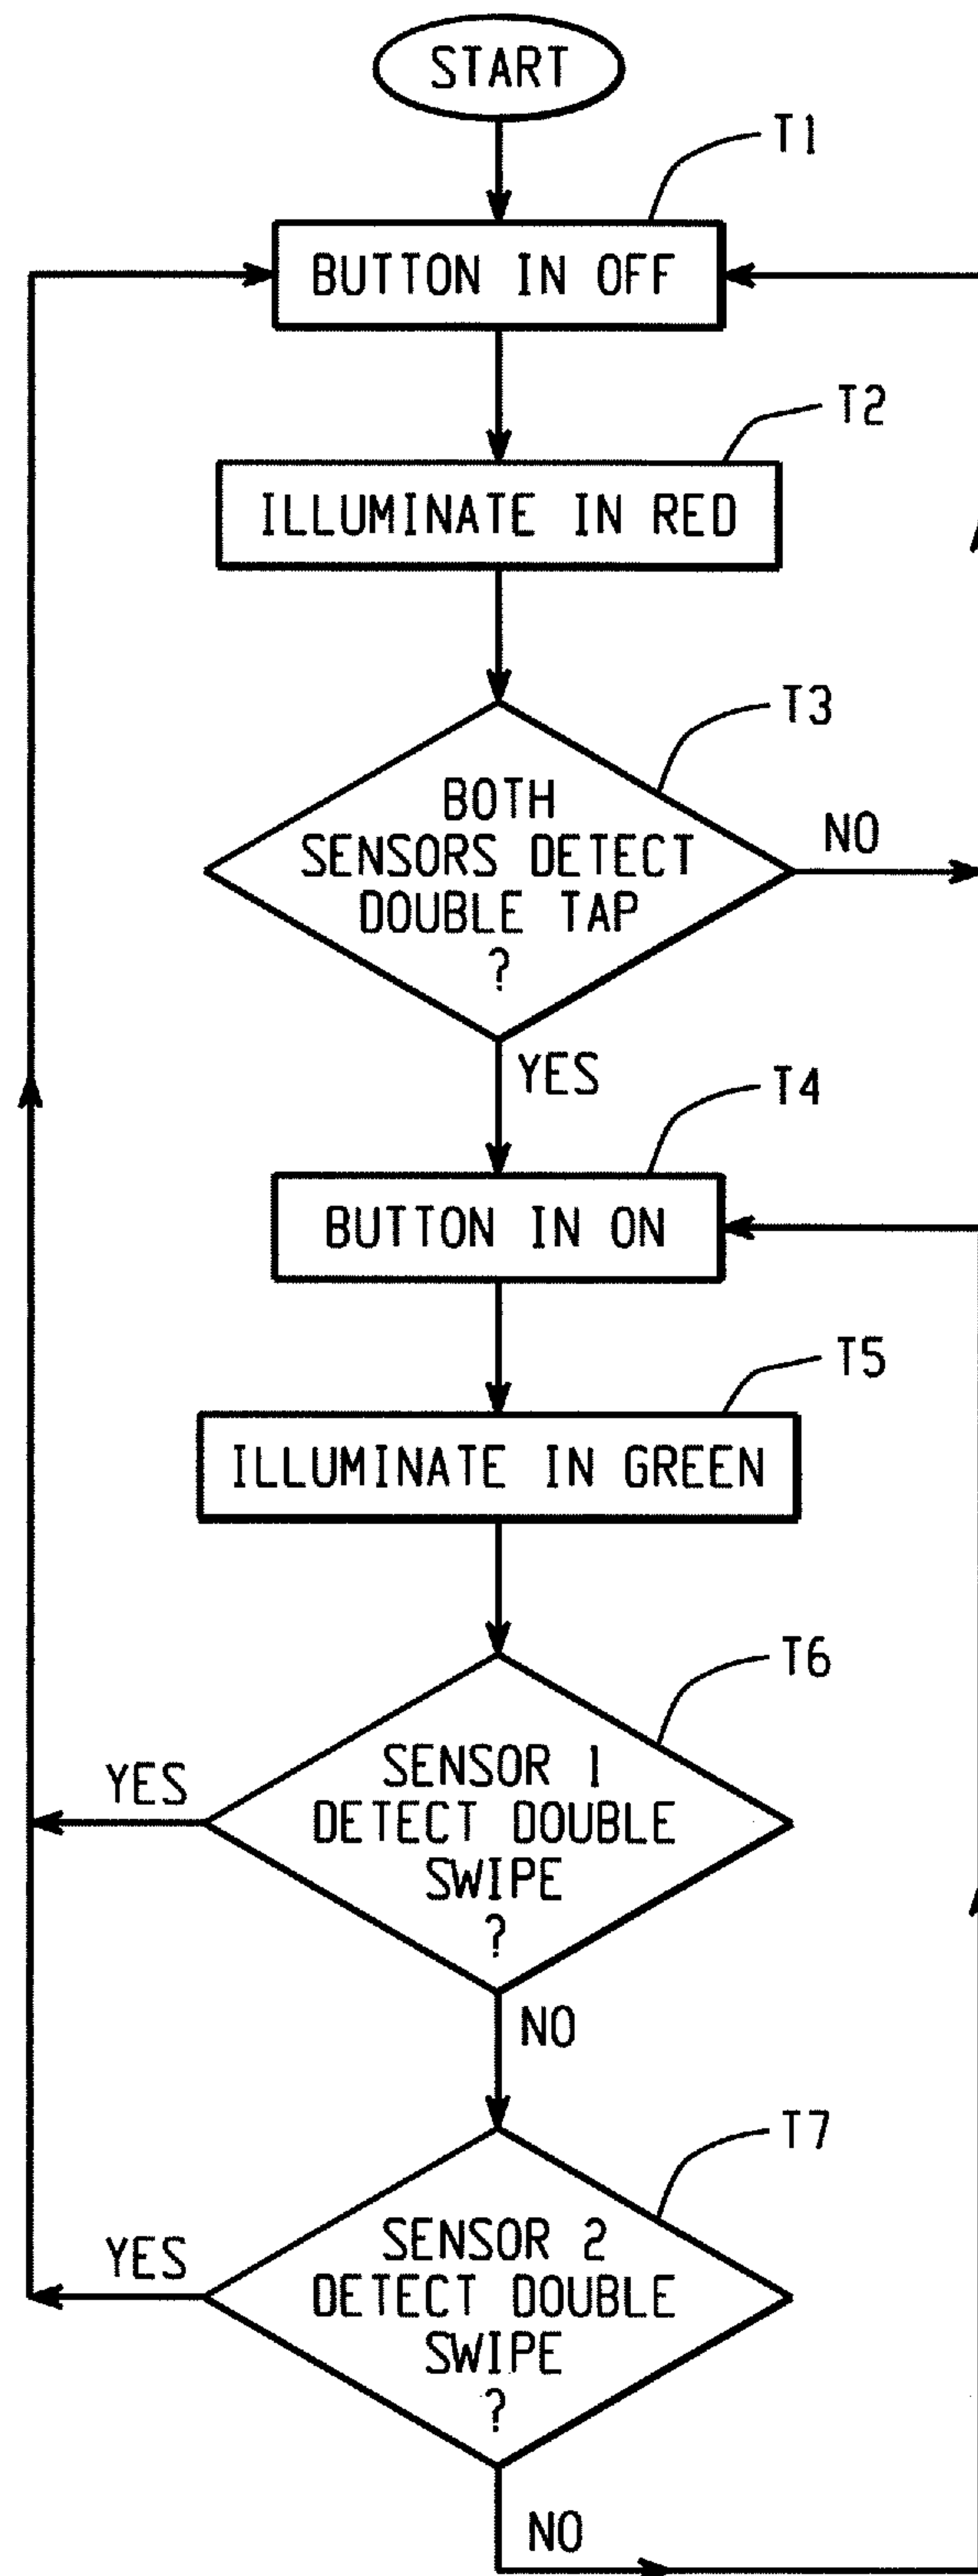 START
T1
BUTTON IN OFF
T2
ILLUMINATE IN RED
T3
BOTH
SENSORS DETECT
DOUBLE TAP
?
NO
YES
T4
BUTTON IN ON
T5
ILLUMINATE IN GREEN
T6
SENSOR 1
DETECT DOUBLE
SWIPE
?
YES
NO
T7
SENSOR 2
DETECT DOUBLE
SWIPE
?
YES
NO